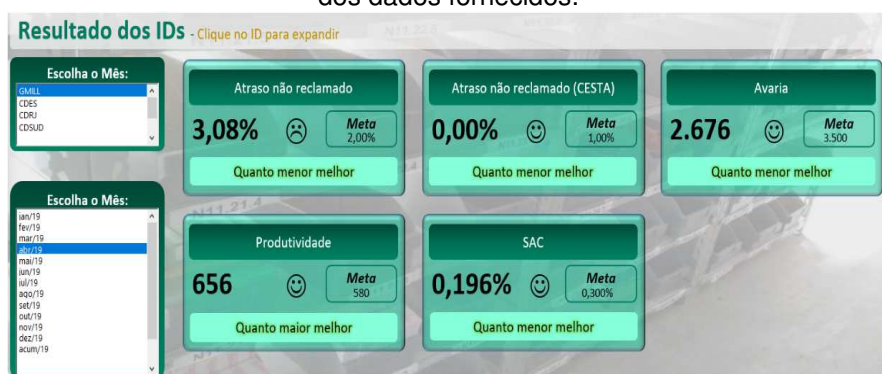 dos dados fornecidos.
Resultado dos IDs - Clique no ID para expandir
Escolha o Mês:
GMILL
CDES
CDRJ
CDSUD
Atraso não reclamado
3,08%
Meta
2,00%
Quanto menor melhor
Atraso não reclamado (CESTA)
0,00%
Meta
1,00%
Quanto menor melhor
Avaria
2.676
Meta
3.500
Quanto menor melhor
Escolha o Mês:
jan/19
fev/19
mar/19
abr/19
mai/19
jun/19
jul/19
ago/19
set/19
out/19
nov/19
dez/19
acum/19
Produtividade
656
Meta
580
Quanto maior melhor
SAC
0,196%
Meta
0,300%
Quanto menor melhor